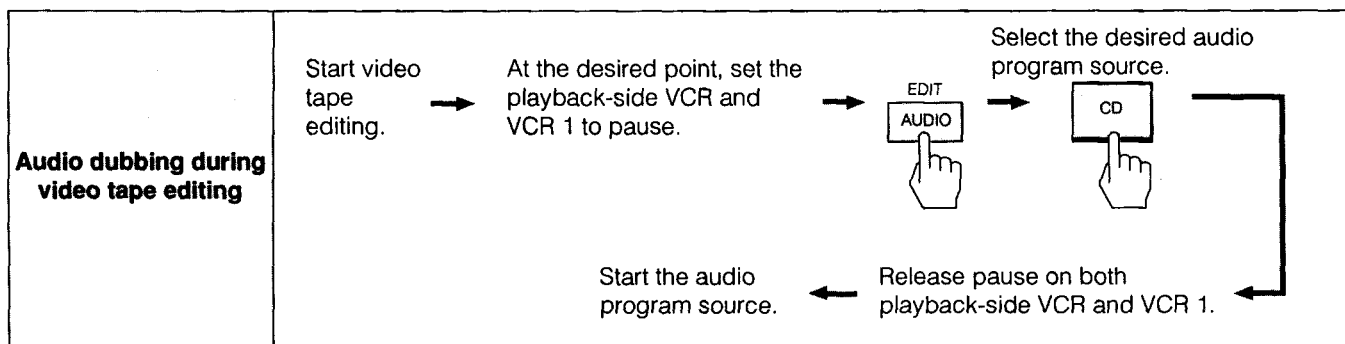 Audio dubbing during
video tape editing
Start video
tape
editing.
At the desired point, set the
playback-side VCR and
VCR 1 to pause.
EDIT
AUDIO
Select the desired audio
program source.
CD
Release pause on both
playback-side VCR and VCR 1.
Start the audio
program source.